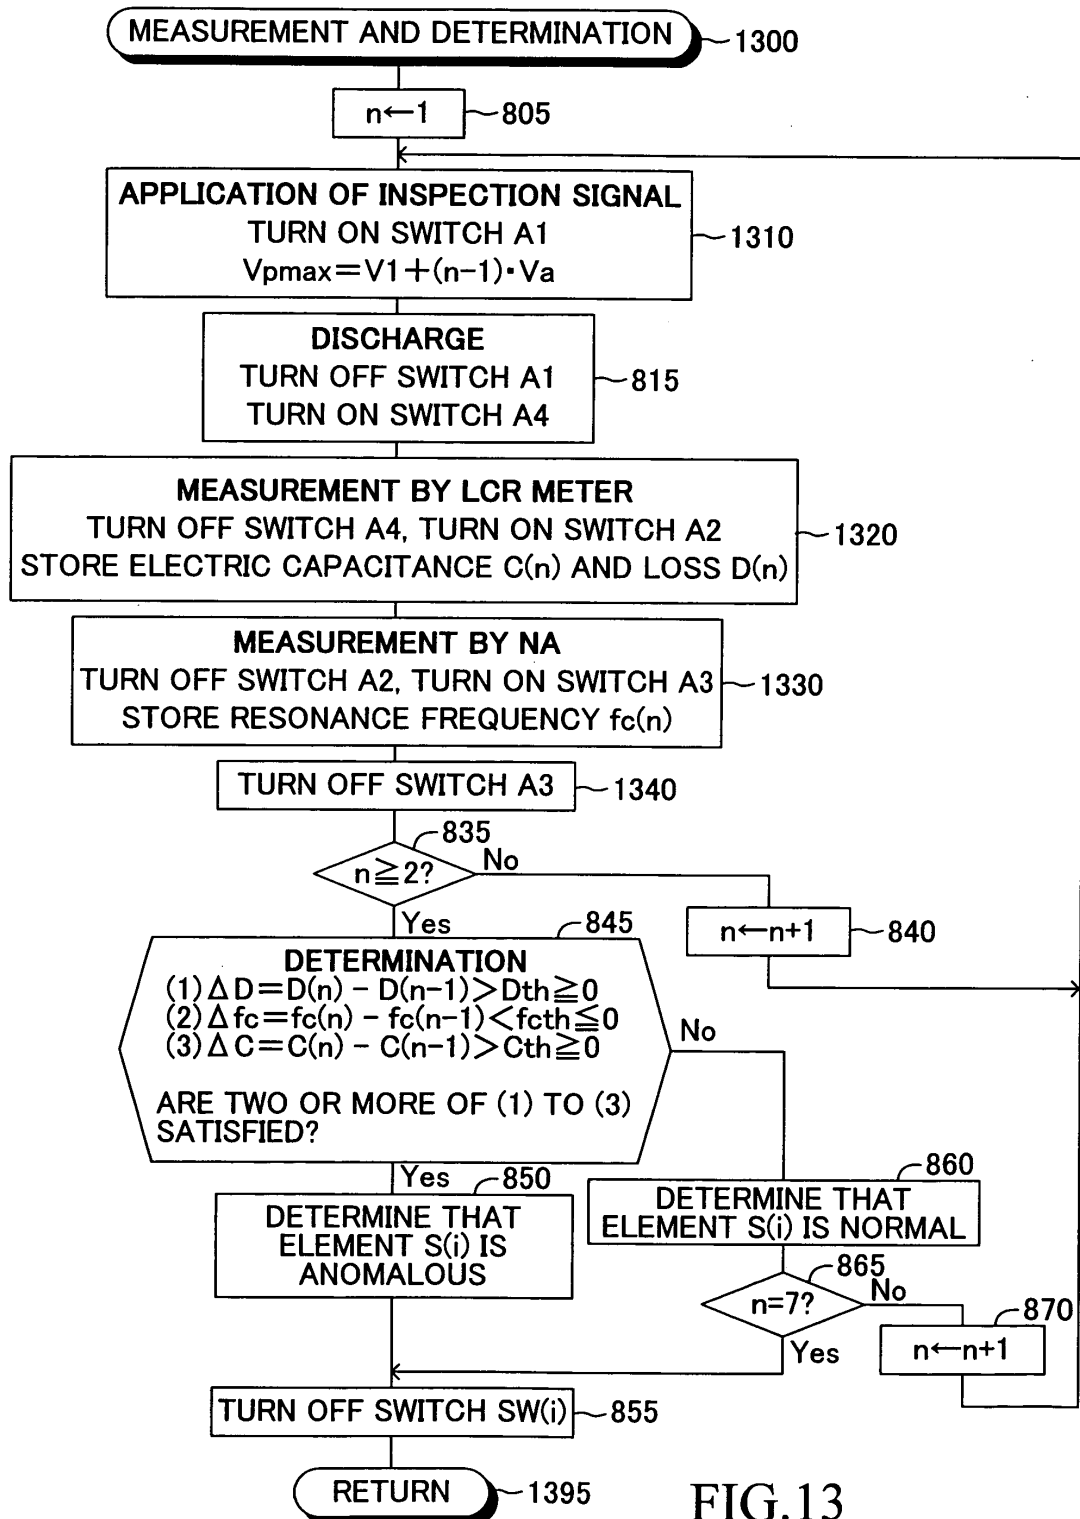 MEASUREMENT AND DETERMINATION
1300
n←1
805
APPLICATION OF INSPECTION SIGNAL
TURN ON SWITCH A1
Vpmax=V1+(n-1)·Va
1310
DISCHARGE
TURN OFF SWITCH A1
TURN ON SWITCH A4
815
MEASUREMENT BY LCR METER
TURN OFF SWITCH A4, TURN ON SWITCH A2
STORE ELECTRIC CAPACITANCE C(n) AND LOSS D(n)
1320
MEASUREMENT BY NA
TURN OFF SWITCH A2, TURN ON SWITCH A3
STORE RESONANCE FREQUENCY fc(n)
1330
TURN OFF SWITCH A3
1340
835
n≧2?
No
Yes
n←n+1
840
845
DETERMINATION
(1) ΔD=D(n) - D(n-1)>Dth≧0
(2) Δfc=fc(n) - fc(n-1)<fcth≦0
(3) ΔC=C(n) - C(n-1)>Cth≧0
ARE TWO OR MORE OF (1) TO (3)
SATISFIED?
No
Yes
850
DETERMINE THAT
ELEMENT S(i) IS
ANOMALOUS
860
DETERMINE THAT
ELEMENT S(i) IS NORMAL
865
n=7?
No
Yes
870
n←n+1
TURN OFF SWITCH SW(i)
855
RETURN
1395
FIG.13